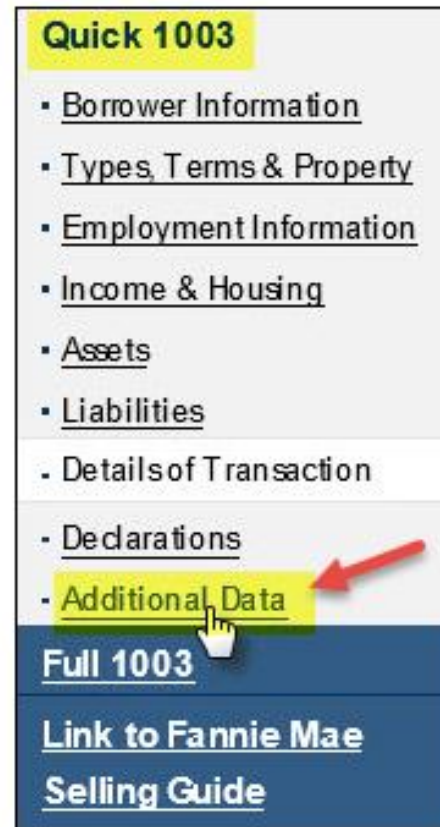 Quick 1003
▪ Borrower Information
▪ Types, Terms & Property
▪ Employment Information
▪ Income & Housing
▪ Assets
▪ Liabilities
▪ Details of Transaction
▪ Declarations
▪ Additional Data
Full 1003
Link to Fannie Mae
Selling Guide